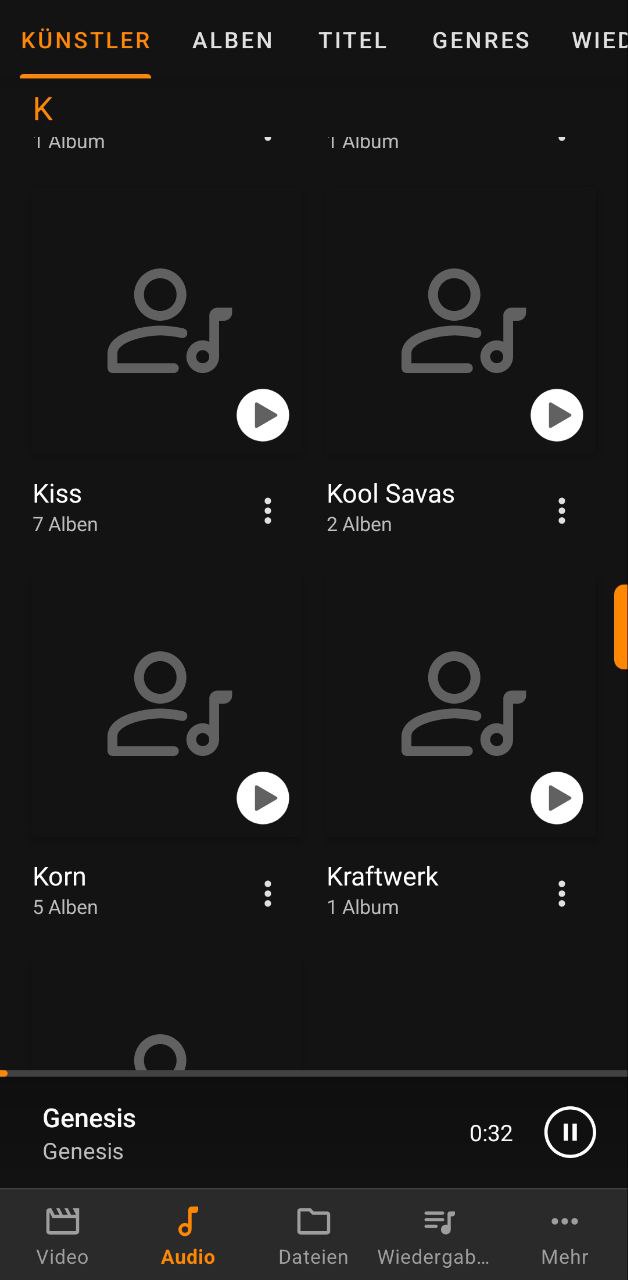 KÜNSTLER ALBEN TITEL GENRES WIED
K
1 Album 1 Album
Kiss Kool Savas
7 Alben 2 Alben
Korn Kraftwerk
5 Alben 1 Album
Genesis
0:32
Genesis
Video Audio Dateien Wiedergab... Mehr